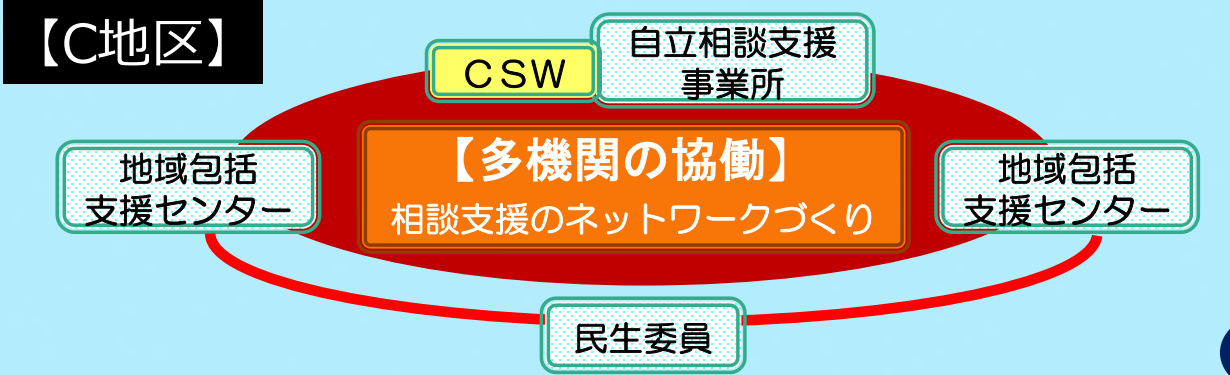 【C地区】
CSW
自立相談支援
事業所
地域包括
支援センター
【多機関の協働】
相談支援のネットワークづくり
地域包括
支援センター
民生委員